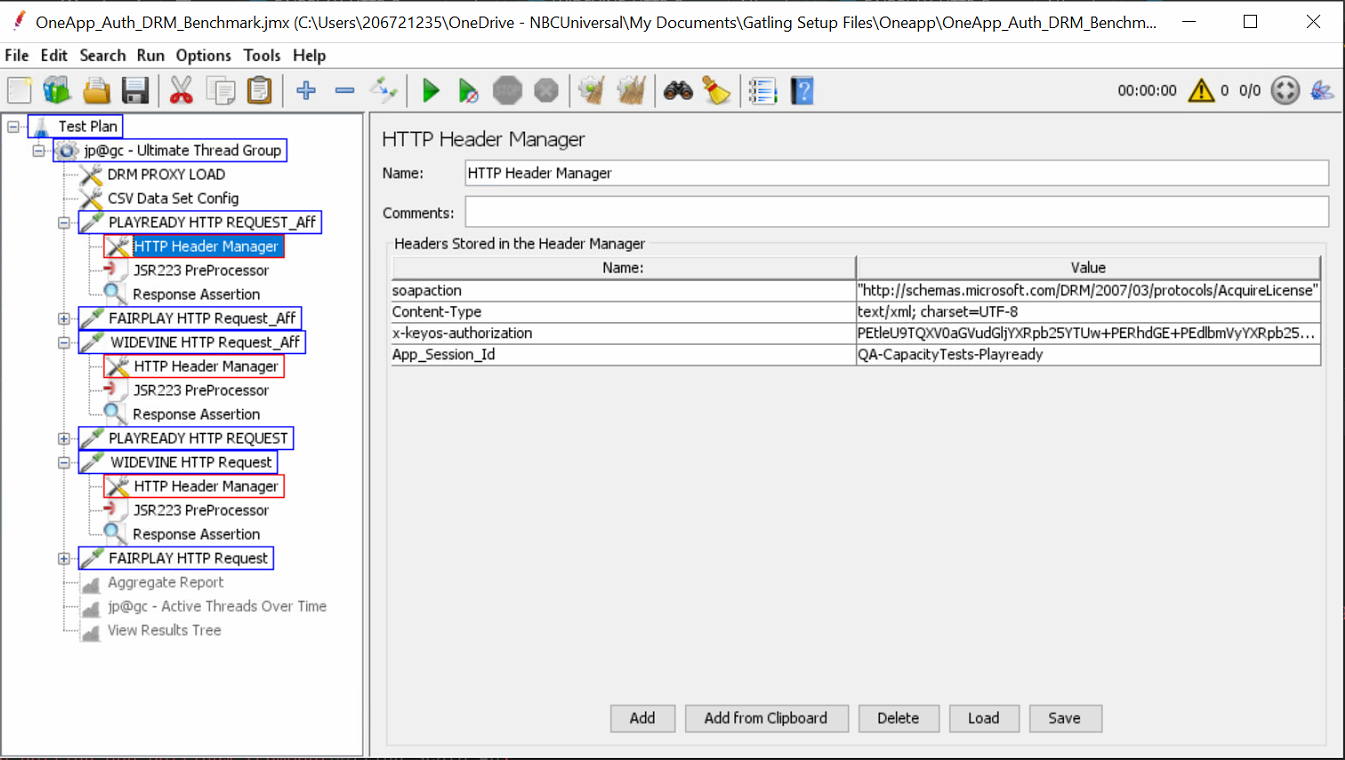 OneApp_Auth_DRM_Benchmark.jmx (C:\Users\206721235\OneDrive - NBCUniversal\My Documents\Gatling Setup Files\Oneapp\OneApp_Auth_DRM_Benchm...
File Edit Search Run Options Tools Help
STOP
00:00:00 0 0/0
Test Plan
jp@gc - Ultimate Thread Group
DRM PROXY LOAD
CSV Data Set Config
PLAYREADY HTTP REQUEST_Aff
HTTP Header Manager
JSR223 PreProcessor
Response Assertion
FAIRPLAY HTTP Request_Aff
WIDEVINE HTTP Request_Aff
HTTP Header Manager
JSR223 PreProcessor
Response Assertion
PLAYREADY HTTP REQUEST
WIDEVINE HTTP Request
HTTP Header Manager
JSR223 PreProcessor
Response Assertion
FAIRPLAY HTTP Request
Aggregate Report
jp@gc - Active Threads Over Time
View Results Tree
HTTP Header Manager
Name: HTTP Header Manager
Comments:
Headers Stored in the Header Manager
Name: Value
soapaction "http://schemas.microsoft.com/DRM/2007/03/protocols/AcquireLicense"
Content-Type text/xml; charset=UTF-8
x-keyos-authorization PEtleU9TQXV0aGVudGljYXRpb25YTUw+PERhdGE+PEdlbmVyYXRpb25...
App_Session_Id QA-CapacityTests-Playready
Add Add from Clipboard Delete Load Save